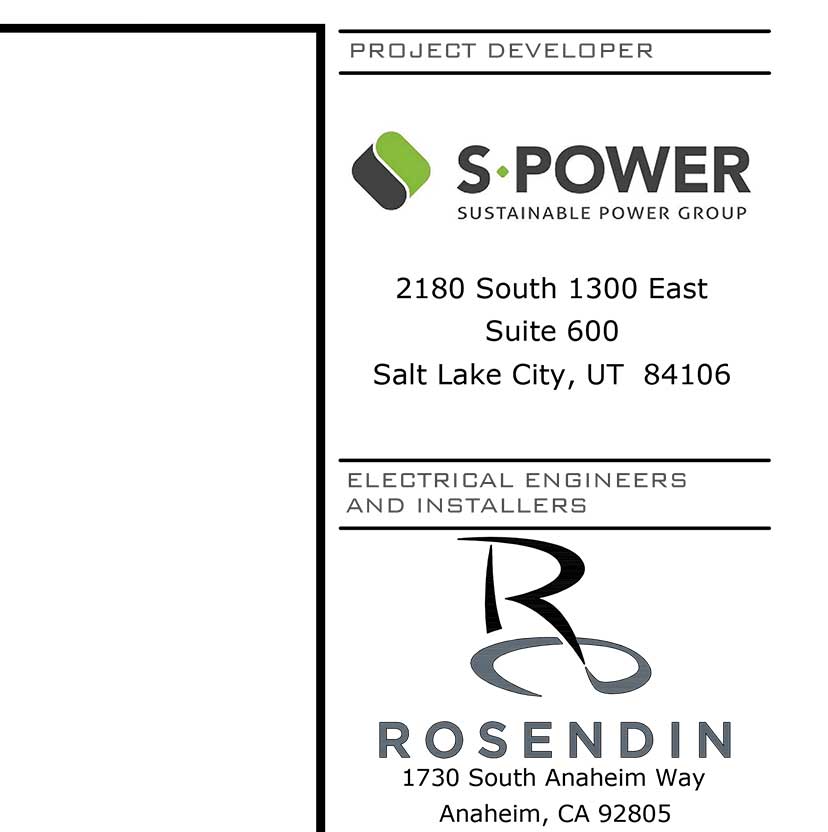 PROJECT DEVELOPER
S·POWER
SUSTAINABLE POWER GROUP
2180 South 1300 East
Suite 600
Salt Lake City, UT  84106
ELECTRICAL ENGINEERS
AND INSTALLERS
ROSENDIN
1730 South Anaheim Way
Anaheim, CA 92805